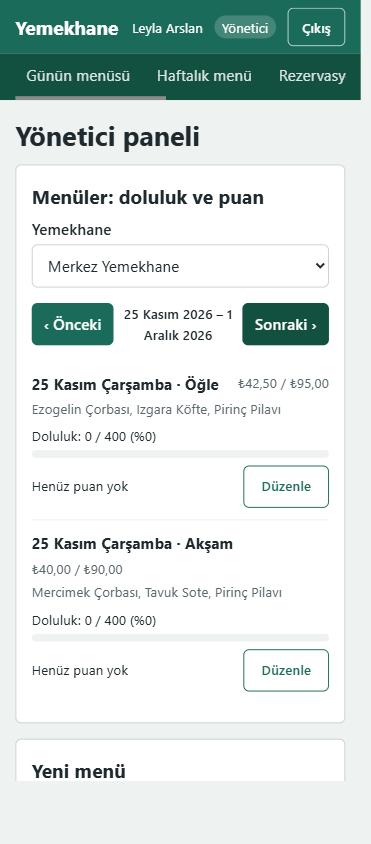 Yemekhane Leyla Arslan Yönetici Çıkış
Günün menüsü Haftalık menü Rezervasy
Yönetici paneli
Menüler: doluluk ve puan
Yemekhane
Merkez Yemekhane
‹ Önceki 25 Kasım 2026 – 1 Sonraki ›
Aralık 2026
25 Kasım Çarşamba · Öğle ₺42,50 / ₺95,00
Ezogelin Çorbası, Izgara Köfte, Pirinç Pilavı
Doluluk: 0 / 400 (%0)
Henüz puan yok Düzenle
25 Kasım Çarşamba · Akşam
₺40,00 / ₺90,00
Mercimek Çorbası, Tavuk Sote, Pirinç Pilavı
Doluluk: 0 / 400 (%0)
Henüz puan yok Düzenle
Yeni menü